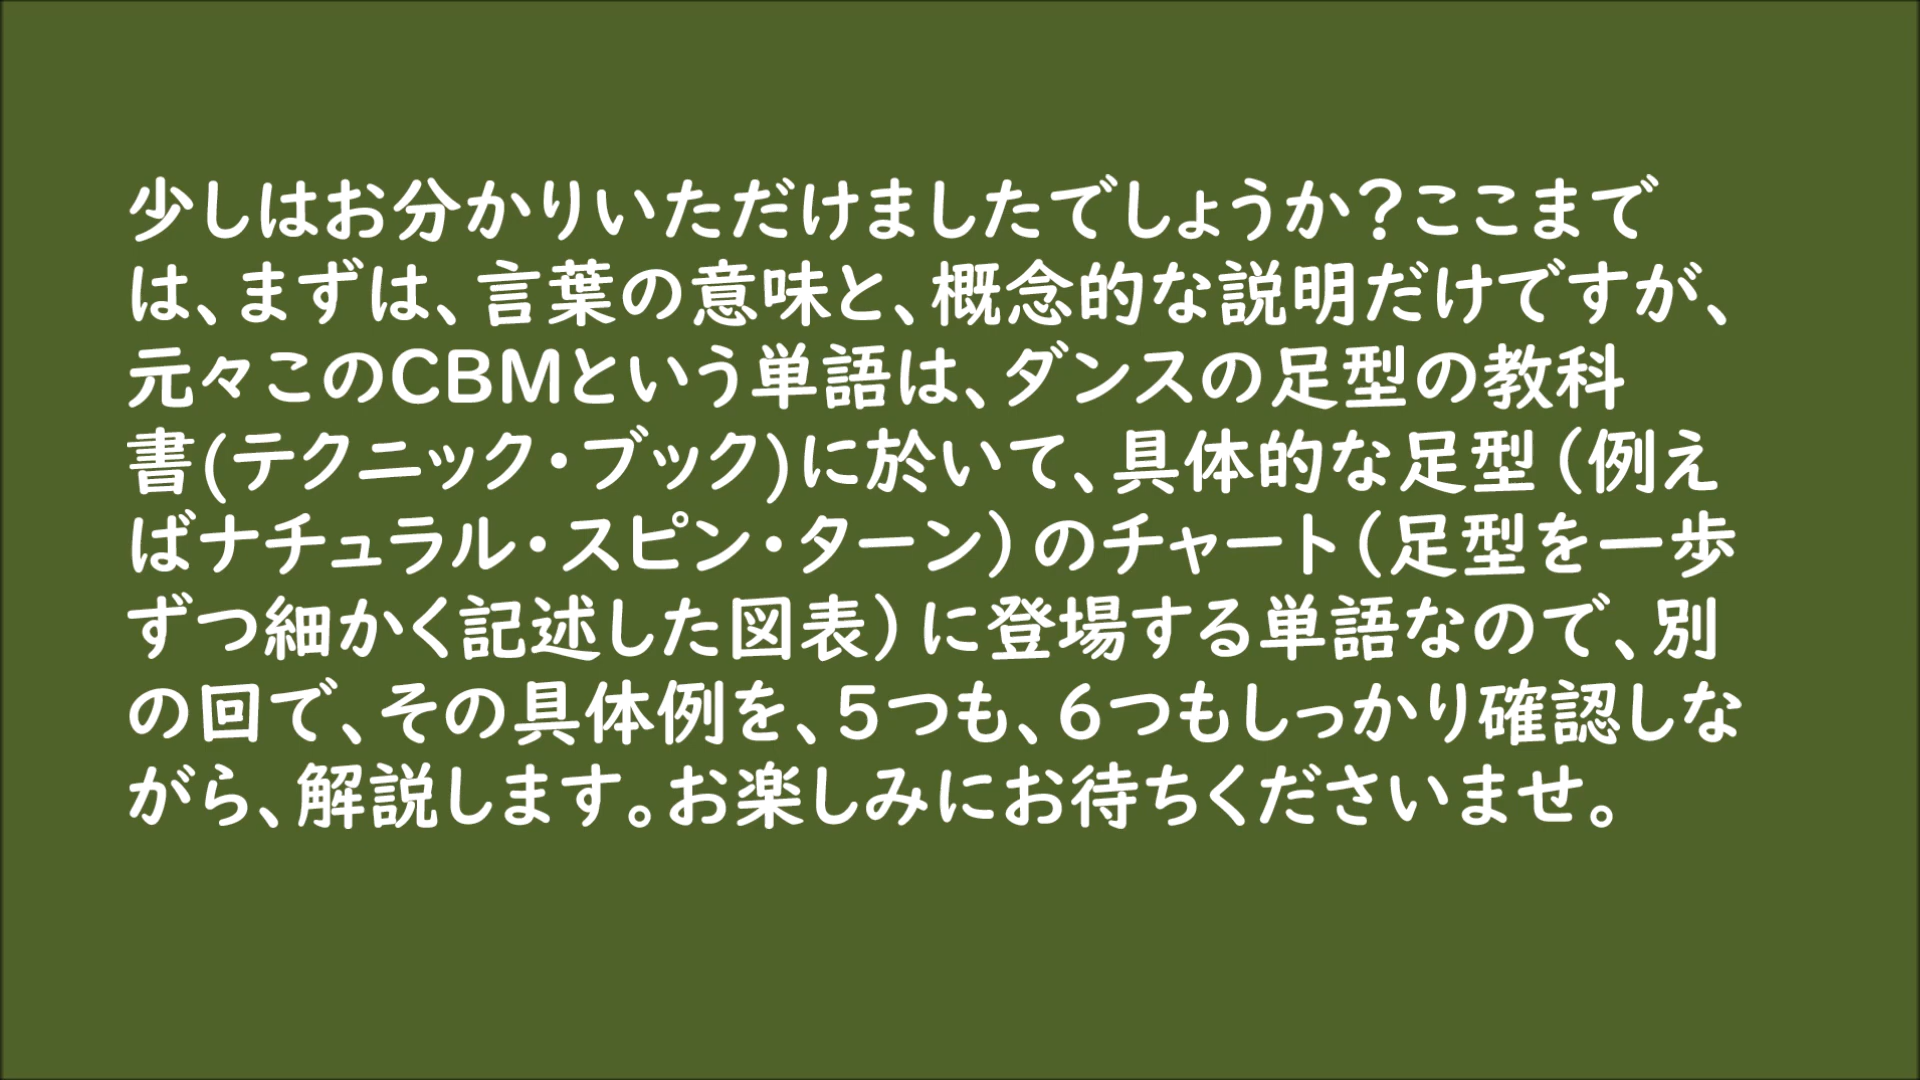 少しはお分かりいただけましたでしょうか？ここまで
は、まずは、言葉の意味と、概念的な説明だけですが、
元々このCBMという単語は、ダンスの足型の教科
書(テクニック・ブック)に於いて、具体的な足型（例え
ばナチュラル・スピン・ターン）のチャート（足型を一歩
ずつ細かく記述した図表）に登場する単語なので、別
の回で、その具体例を、５つも、６つもしっかり確認しな
がら、解説します。お楽しみにお待ちくださいませ。